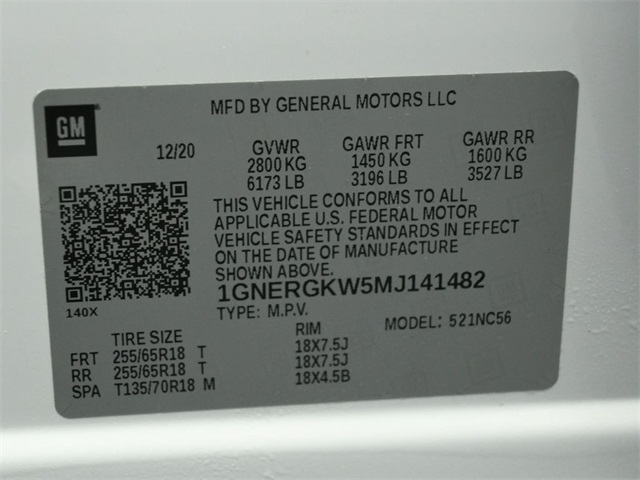 GM
MFD BY GENERAL MOTORS LLC
12/20 GVWR GAWR FRT GAWR RR
2800 KG 1450 KG 1600 KG
6173 LB 3196 LB 3527 LB
THIS VEHICLE CONFORMS TO ALL
APPLICABLE U.S. FEDERAL MOTOR
VEHICLE SAFETY STANDARDS IN EFFECT
ON THE DATE OF MANUFACTURE
SHOWN ABOVE.
140X
1GNERGKW5MJ141482
TYPE: M.P.V. MODEL: 521NC56
TIRE SIZE RIM
FRT 255/65R18 T 18X7.5J
RR 255/65R18 T 18X7.5J
SPA T135/70R18 M 18X4.5B